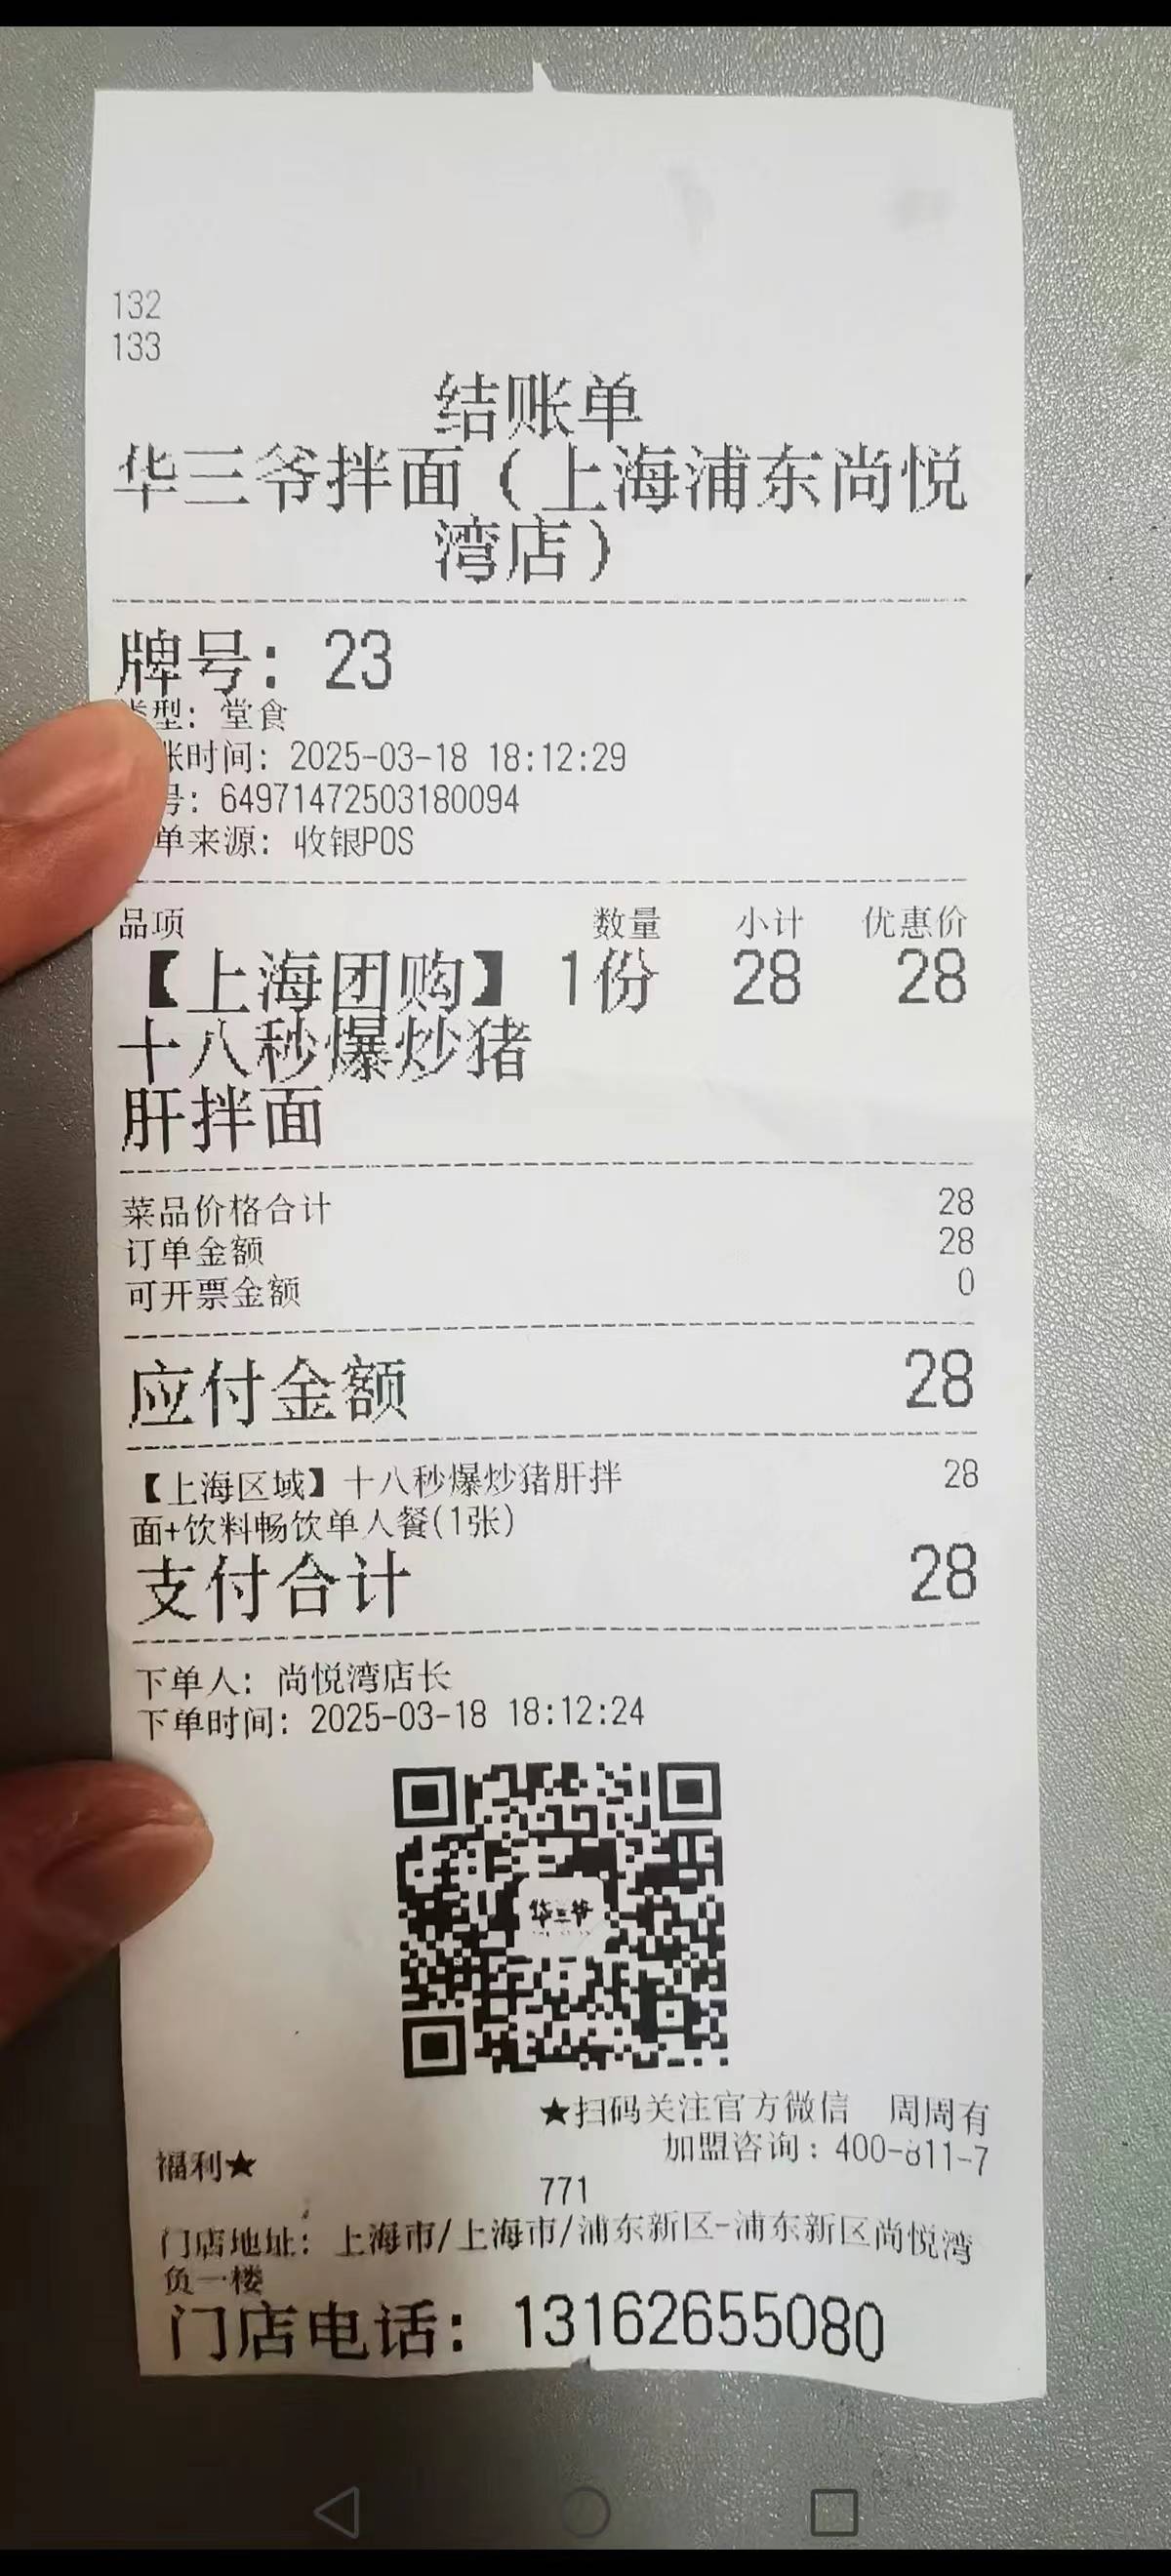 132
133
结账单
华三爷拌面（上海浦东尚悦
湾店）
牌号：23
型：堂食
账时间：2025-03-18 18:12:29
号：64971472503180094
单来源：收银POS
品项 数量 小计 优惠价
【上海团购】 1份 28 28
十八秒爆炒猪
肝拌面
菜品价格合计 28
订单金额 28
可开票金额 0
应付金额 28
【上海区域】十八秒爆炒猪肝拌 28
面+饮料畅饮单人餐(1张)
支付合计 28
下单人：尚悦湾店长
下单时间：2025-03-18 18:12:24
华三爷
★扫码关注官方微信 周周有
福利★ 加盟咨询：400-811-7
771
门店地址：上海市/上海市/浦东新区-浦东新区尚悦湾
负一楼
门店电话：13162655080